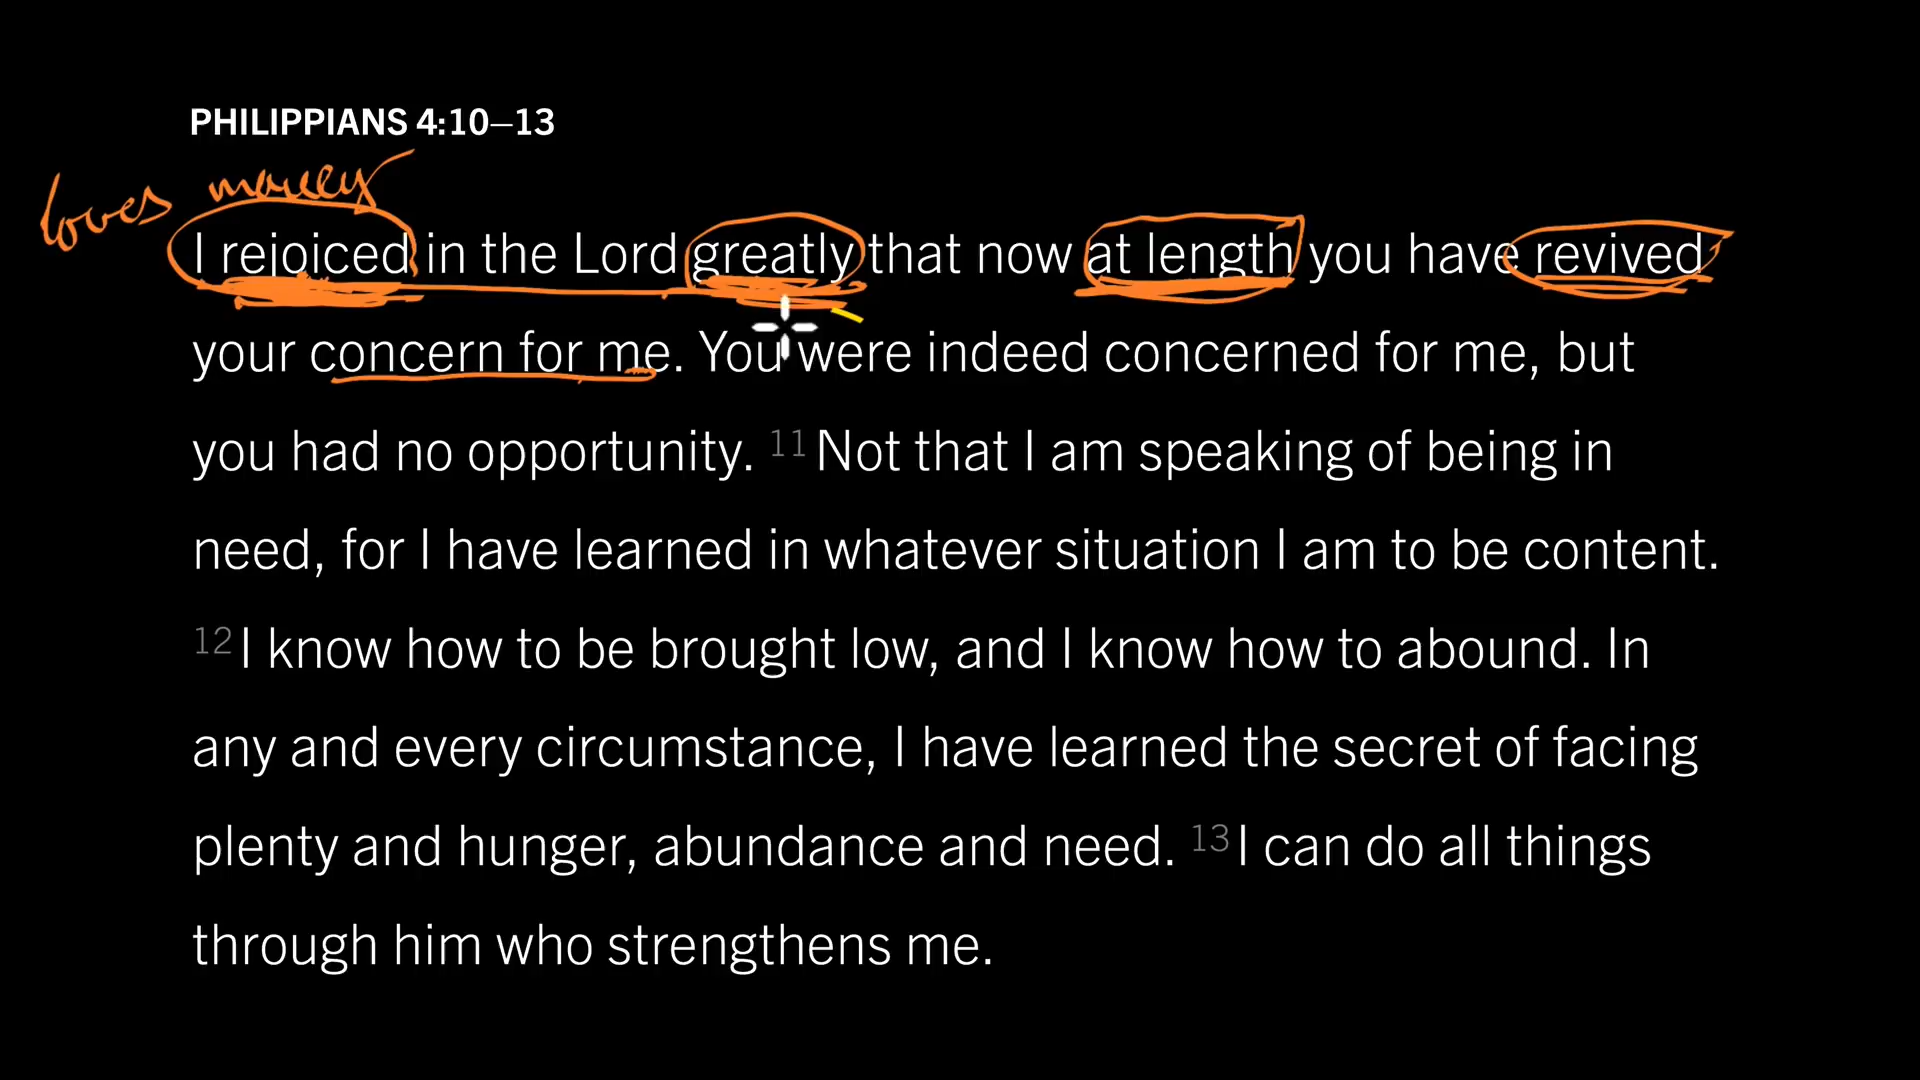 PHILIPPIANS 4:10–13
loves money
I rejoiced in the Lord greatly that now at length you have revived
your concern for me. You were indeed concerned for me, but
you had no opportunity. 11 Not that I am speaking of being in
need, for I have learned in whatever situation I am to be content.
12 I know how to be brought low, and I know how to abound. In
any and every circumstance, I have learned the secret of facing
plenty and hunger, abundance and need. 13 I can do all things
through him who strengthens me.